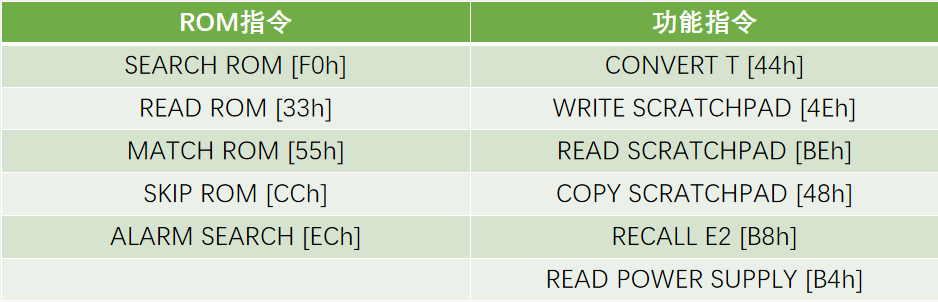 ROM指令 功能指令
SEARCH ROM [F0h] CONVERT T [44h]
READ ROM [33h] WRITE SCRATCHPAD [4Eh]
MATCH ROM [55h] READ SCRATCHPAD [BEh]
SKIP ROM [CCh] COPY SCRATCHPAD [48h]
ALARM SEARCH [ECh] RECALL E2 [B8h]
READ POWER SUPPLY [B4h]